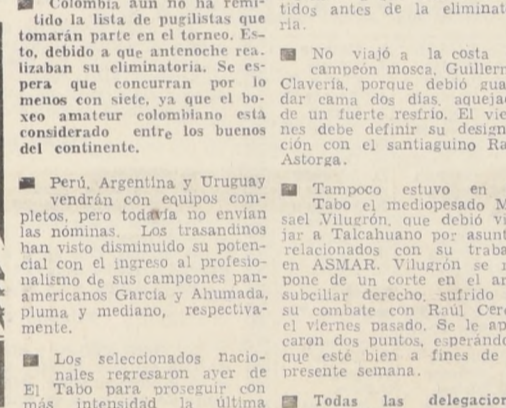 Colombia aún no ha remi-
tido la lista de pugilistas que
tomarán parte en el torneo. Es-
to, debido a que antenoche rea.
lizaban su eliminatoria. Se es-
pera que concurran por lo
menos con siete, ya que el bo-
xeo amateur colombiano está
considerado entre los buenos
del continente.
Perú, Argentina y Uruguay
vendrán con equipos com-
pletos, pero todavía no envían
las nóminas. Los trasandinos
han visto disminuido su poten-
cial con el ingreso al profesio-
nalismo de sus campeones pan-
americanos García y Ahumada,
pluma y mediano, respectiva-
mente.
Los seleccionados nacio-
nales regresaron ayer de
El Tabo para proseguir con
más intensidad la última
tidos antes de la eliminat
ria.
No viajó a la costa
campeón mosca, Guillerr
Clavería, porque debió gua
dar cama dos días, aqueja
de un fuerte resfrío. El vie
nes debe definir su design
ción con el santiaguino Ra
Astorga.
Tampoco estuvo en
Tabo el mediopesado M
sael Vilugrón, que debió vi
jar a Talcahuano por asunt
relacionados con su traba
en ASMAR. Vilugrón se r
pone de un corte en el ar
subciliar derecho, sufrido
su combate con Raúl Cer
el viernes pasado. Se le ap
caron dos puntos, esperánd
que esté bien a fines de
presente semana.
Todas las delegacion